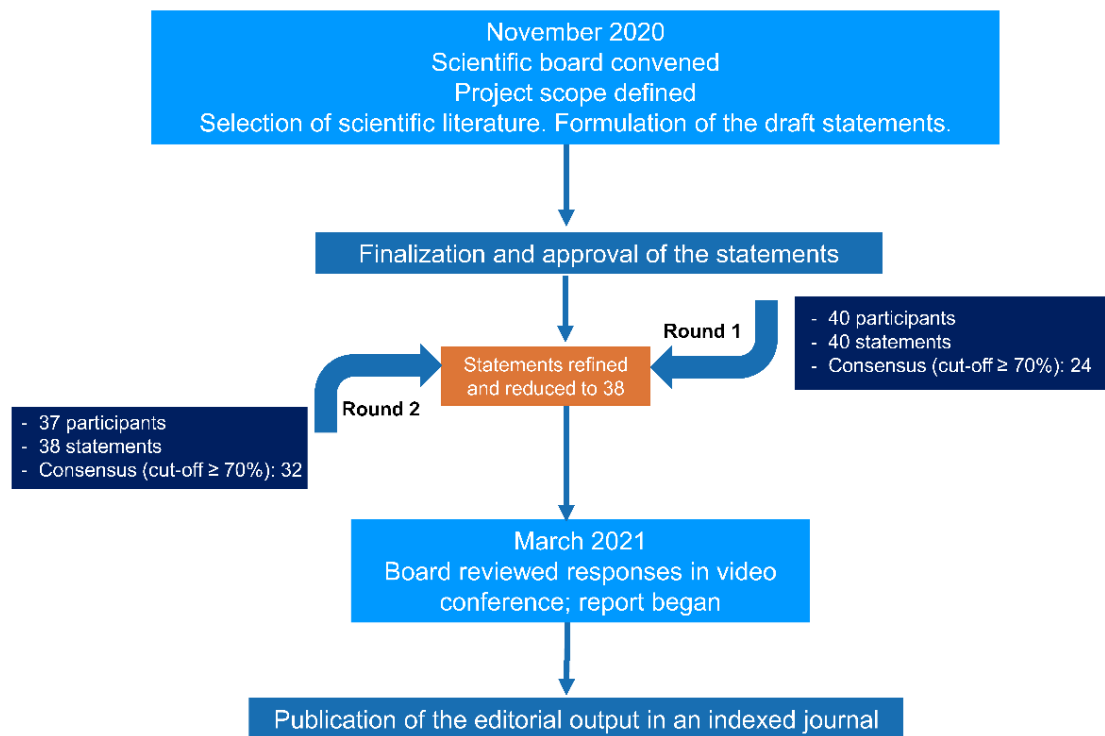 November 2020
Scientific board convened
Project scope defined
Selection of scientific literature. Formulation of the draft statements.
Finalization and approval of the statements
Round 1
- 40 participants
- 40 statements
- Consensus (cut-off ≥ 70%): 24
Statements refined
and reduced to 38
Round 2
- 37 participants
- 38 statements
- Consensus (cut-off ≥ 70%): 32
March 2021
Board reviewed responses in video
conference; report began
Publication of the editorial output in an indexed journal